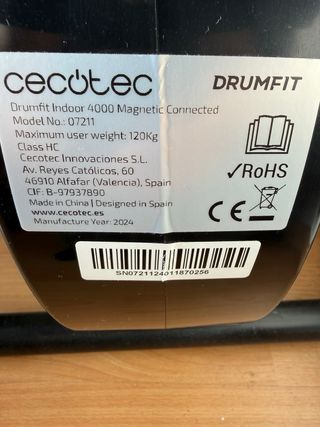 cecotec
DRUMFIT
Drumfit Indoor 4000 Magnetic Connected
Model No.: 07211
Maximum user weight: 120Kg
Class HC
Cecotec Innovaciones S.L.
Av. Reyes Católicos, 60
46910 Alfafar (Valencia), Spain
CIF: B-97937890
Made in China | Designed in Spain
www.cecotec.es
Manufacture Year: 2024
✓RoHS
CE
SN0721124011870256